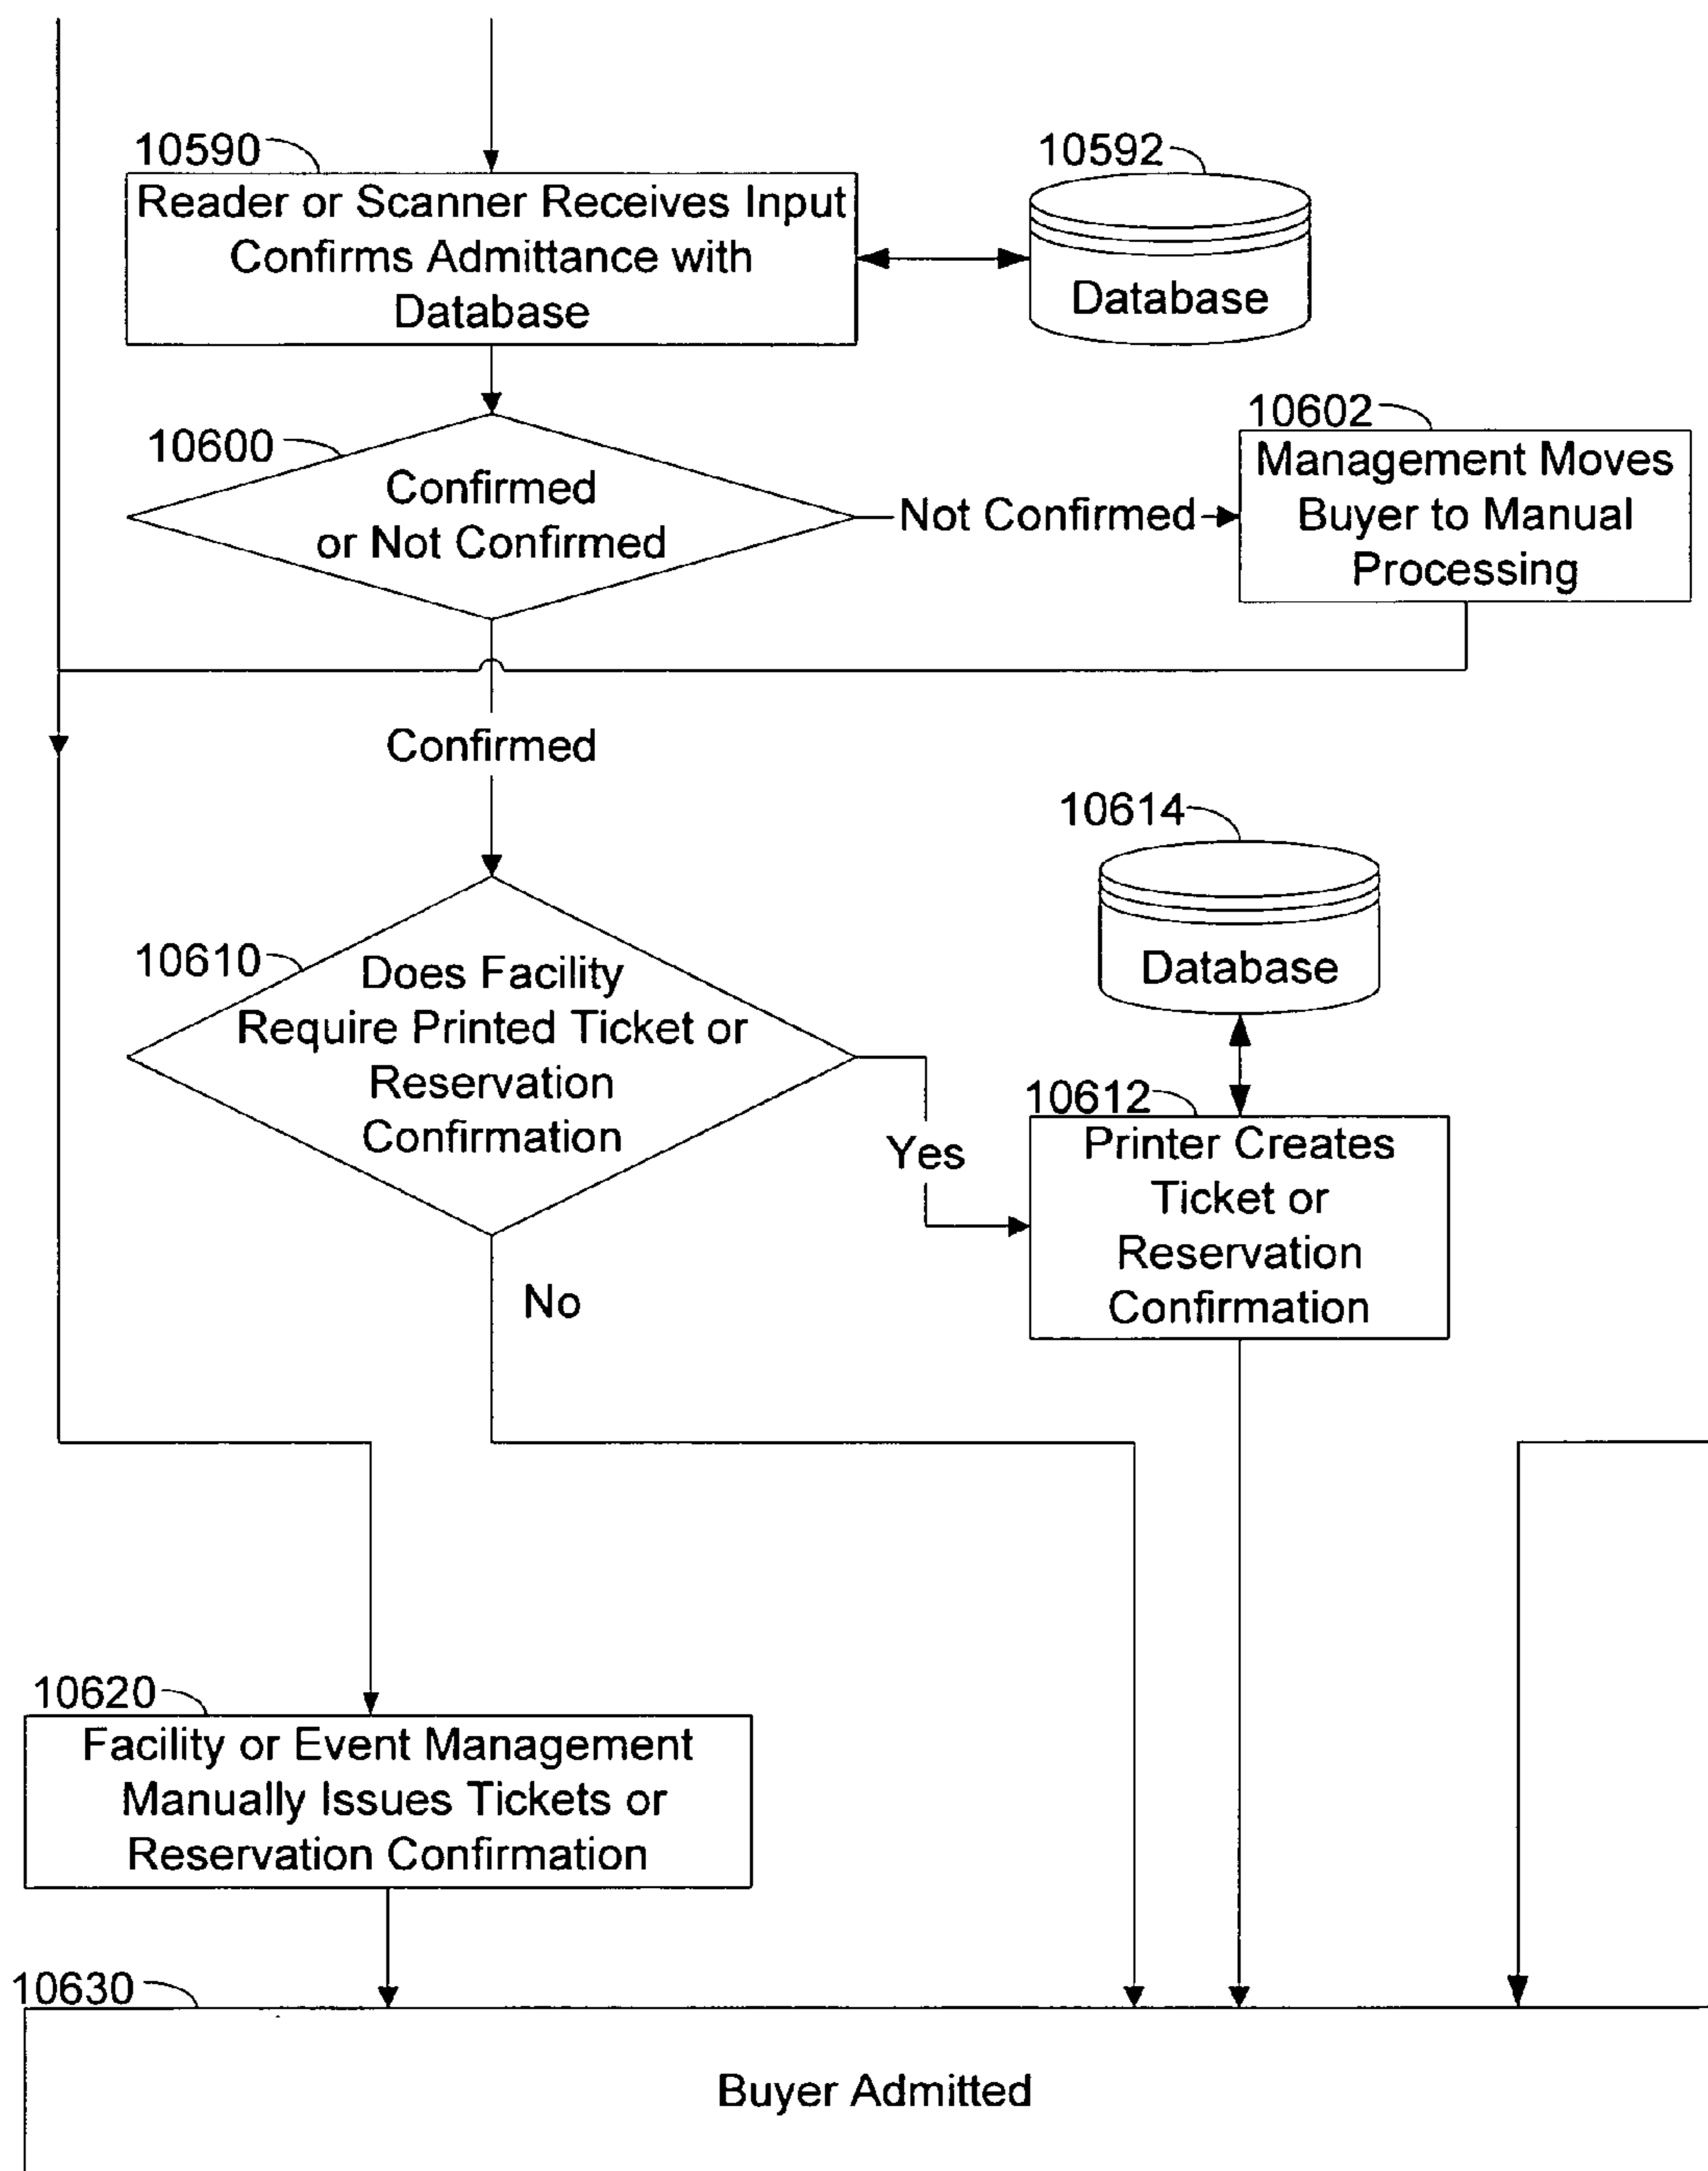 10590
Reader or Scanner Receives Input
Confirms Admittance with
Database
10592
Database
10600
Confirmed
or Not Confirmed
Not Confirmed
10602
Management Moves
Buyer to Manual
Processing
Confirmed
10614
Database
10610
Does Facility
Require Printed Ticket or
Reservation
Confirmation
Yes
10612
Printer Creates
Ticket or
Reservation
Confirmation
No
10620
Facility or Event Management
Manually Issues Tickets or
Reservation Confirmation
10630
Buyer Admitted